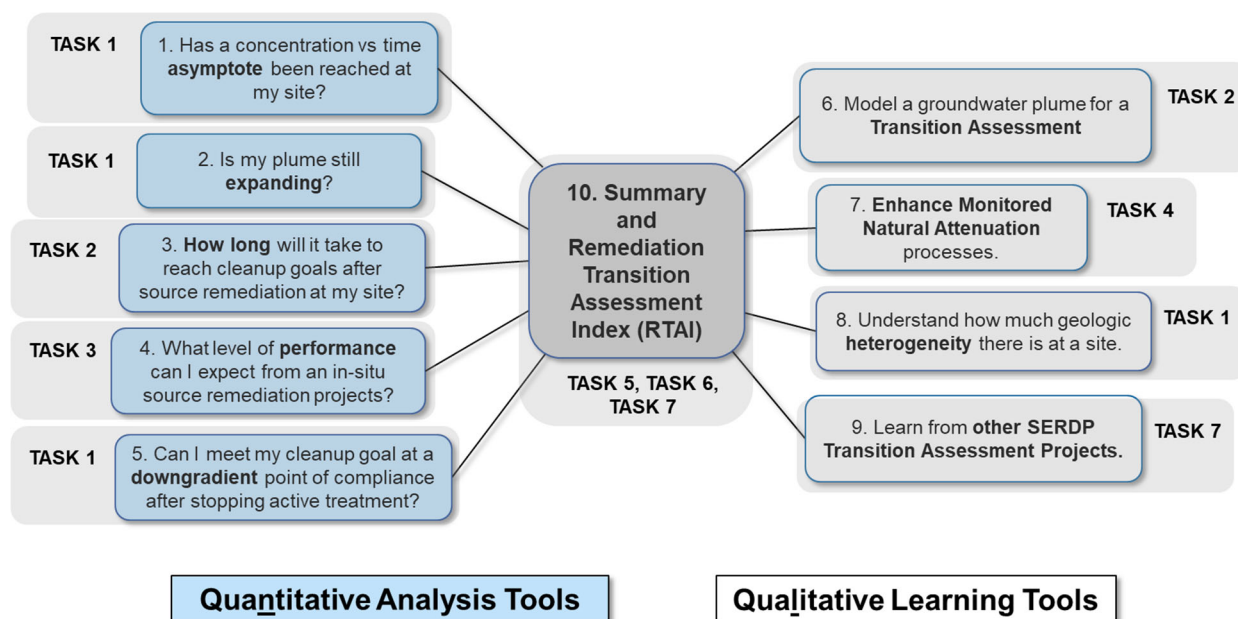 TASK 1
1. Has a concentration vs time
asymptote been reached at
my site?
TASK 1
2. Is my plume still
expanding?
TASK 2
3. How long will it take to
reach cleanup goals after
source remediation at my site?
TASK 3
4. What level of performance
can I expect from an in-situ
source remediation projects?
TASK 1
5. Can I meet my cleanup goal at a
downgradient point of compliance
after stopping active treatment?
10. Summary
and
Remediation
Transition
Assessment
Index (RTAI)
TASK 5, TASK 6,
TASK 7
6. Model a groundwater plume for a
Transition Assessment
TASK 2
7. Enhance Monitored
Natural Attenuation
processes.
TASK 4
8. Understand how much geologic
heterogeneity there is at a site.
TASK 1
9. Learn from other SERDP
Transition Assessment Projects.
TASK 7
Quantitative Analysis Tools
Qualitative Learning Tools